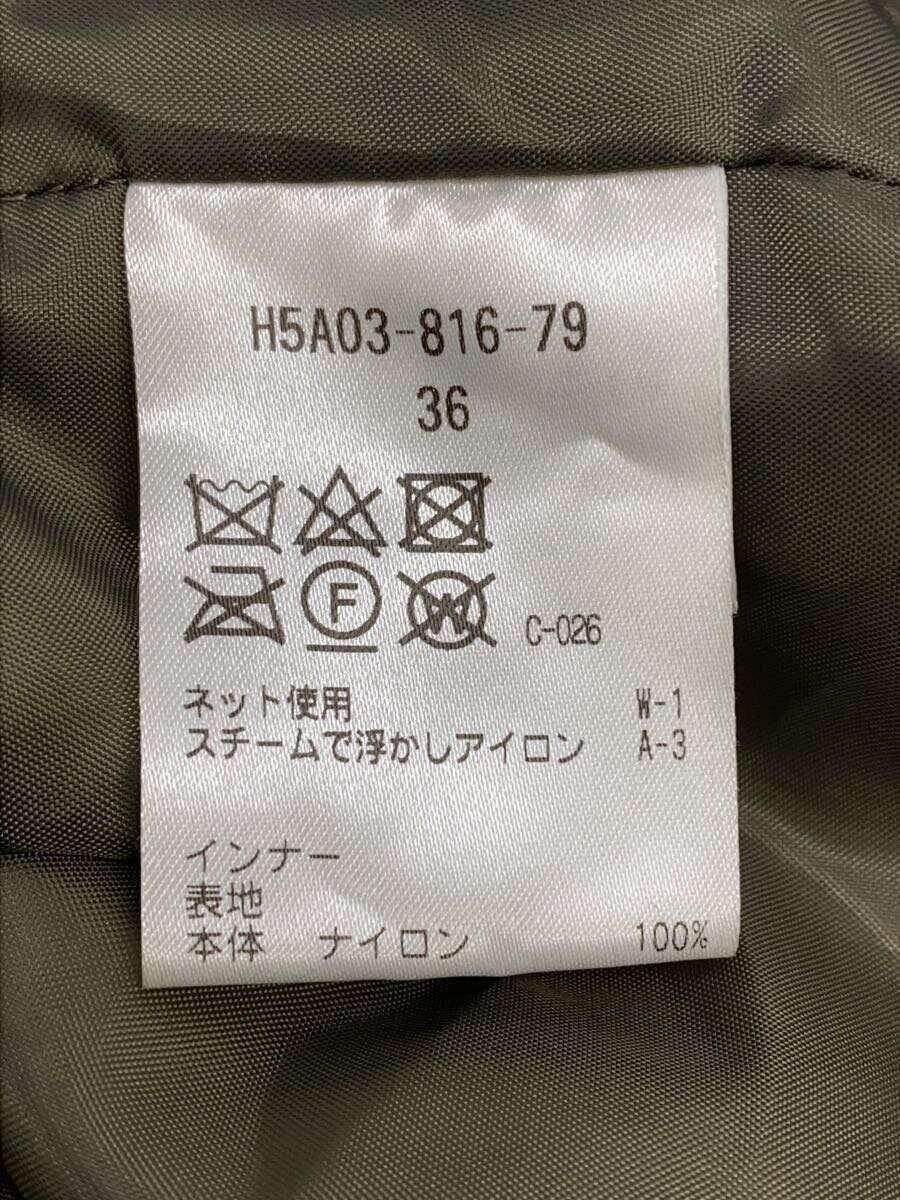 H5A03-816-79
36
F
W
C-026
ネット使用 W-1
スチームで浮かしアイロン A-3
インナー
表地
本体 ナイロン 100%